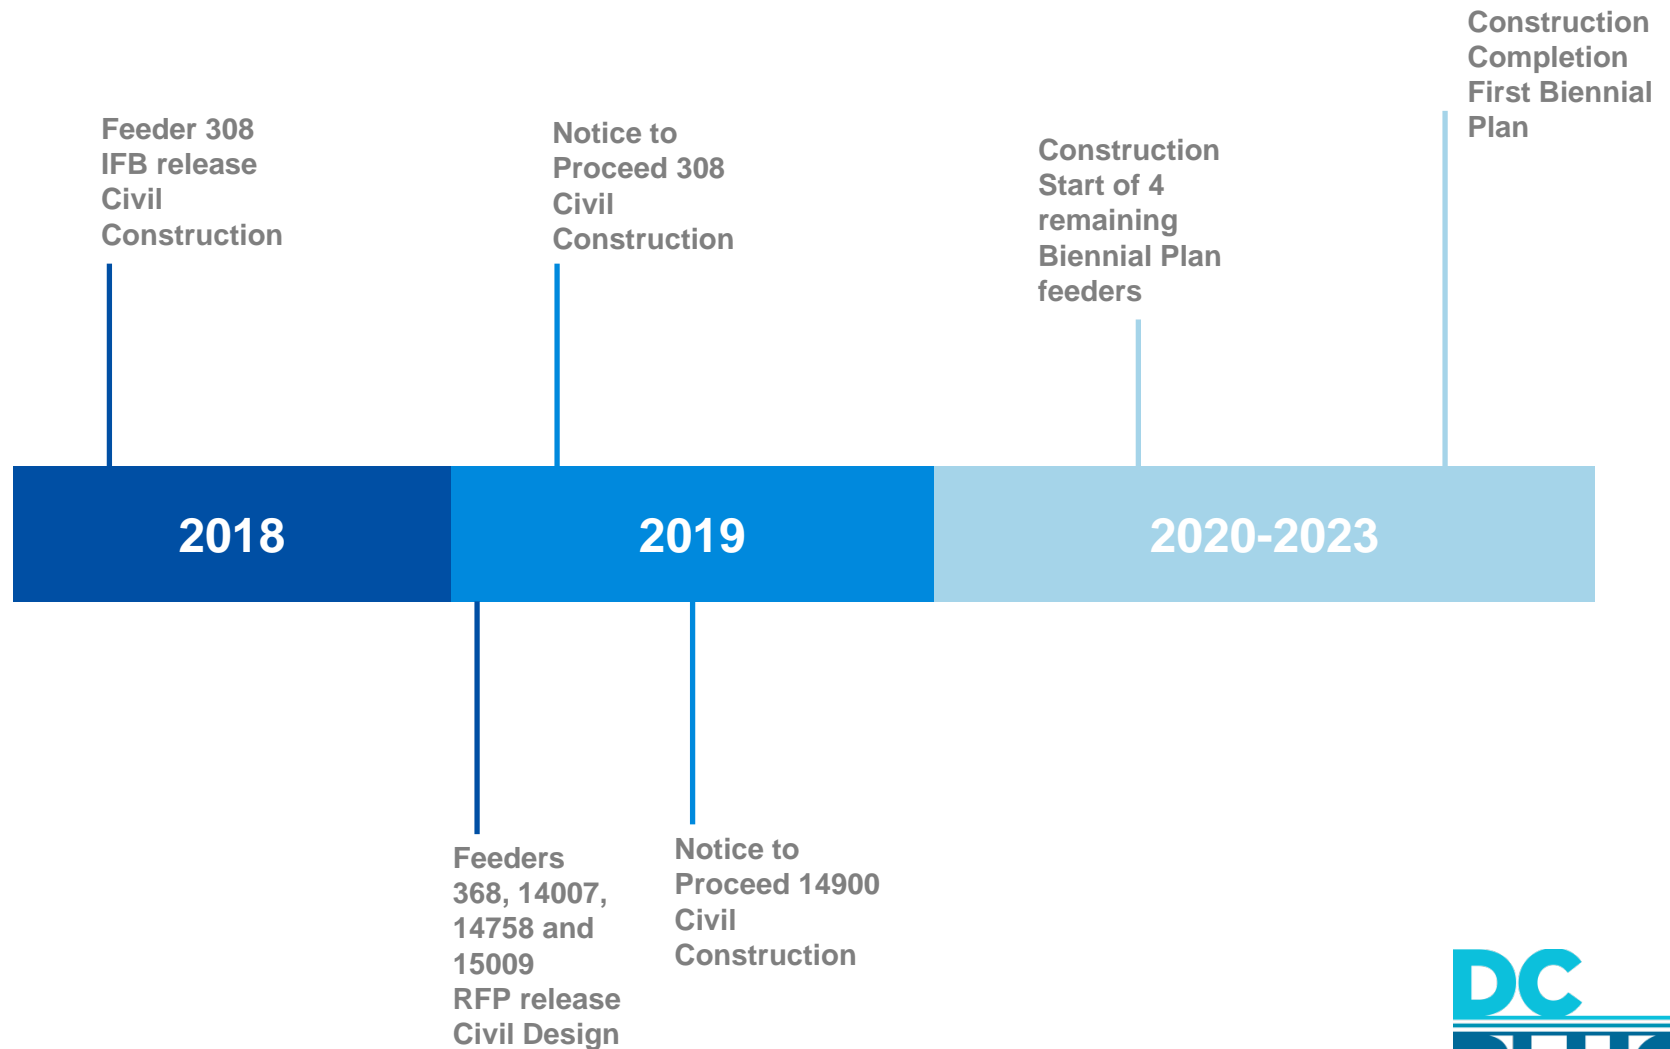 Construction
Completion
First Biennial
Plan
Feeder 308
IFB release
Civil
Construction
Notice to
Proceed 308
Civil
Construction
Construction
Start of 4
remaining
Biennial Plan
feeders
2018
2019
2020-2023
Feeders
368, 14007,
14758 and
15009
RFP release
Civil Design
Notice to
Proceed 14900
Civil
Construction
DC